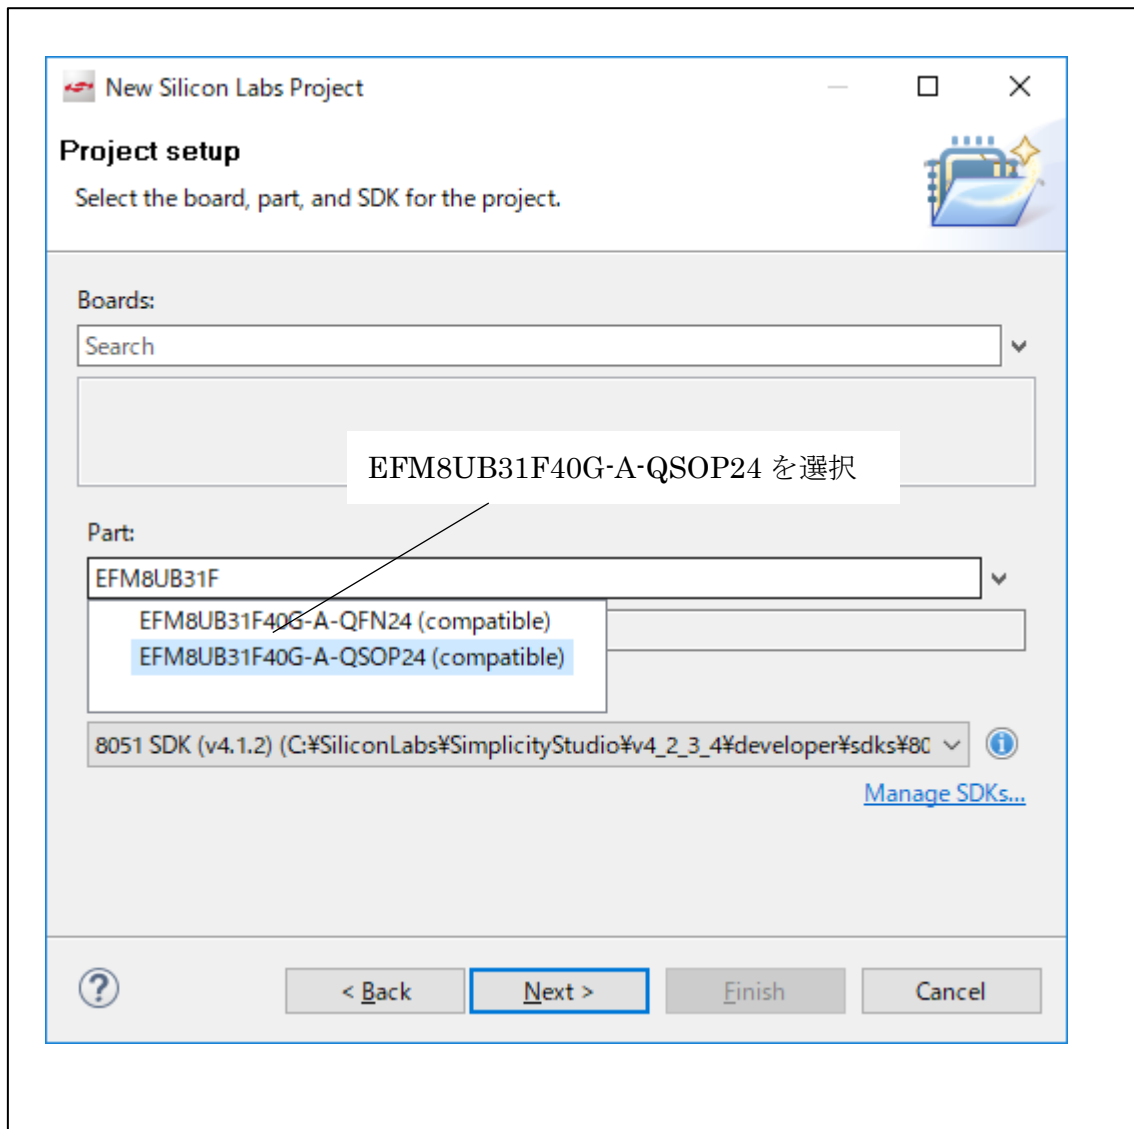 New Silicon Labs Project
Project setup
Select the board, part, and SDK for the project.
Boards:
Search
EFM8UB31F40G-A-QSOP24 を選択
Part:
EFM8UB31F
EFM8UB31F40G-A-QFN24 (compatible)
EFM8UB31F40G-A-QSOP24 (compatible)
8051 SDK (v4.1.2) (C:¥SiliconLabs¥SimplicityStudio¥v4_2_3_4¥developer¥sdks¥80
Manage SDKs...
< Back
Next >
Finish
Cancel